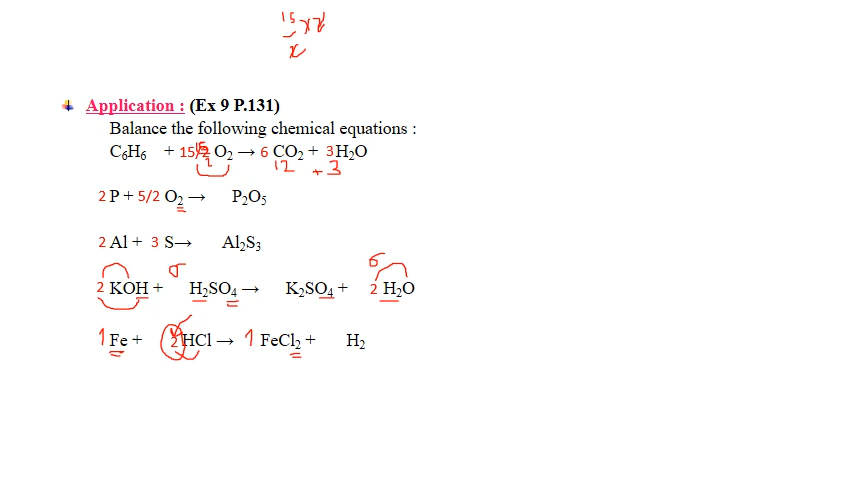 15 x 2
x
Application : (Ex 9 P.131)
Balance the following chemical equations :
C₆H₆ + 15/2 O₂ → 6 CO₂ + 3 H₂O
12 + 3
2 P + 5/2 O₂ → P₂O₅
2 Al + 3 S → Al₂S₃
2 KOH + H₂SO₄ → K₂SO₄ + 2 H₂O
1 Fe + 2 HCl → 1 FeCl₂ + H₂